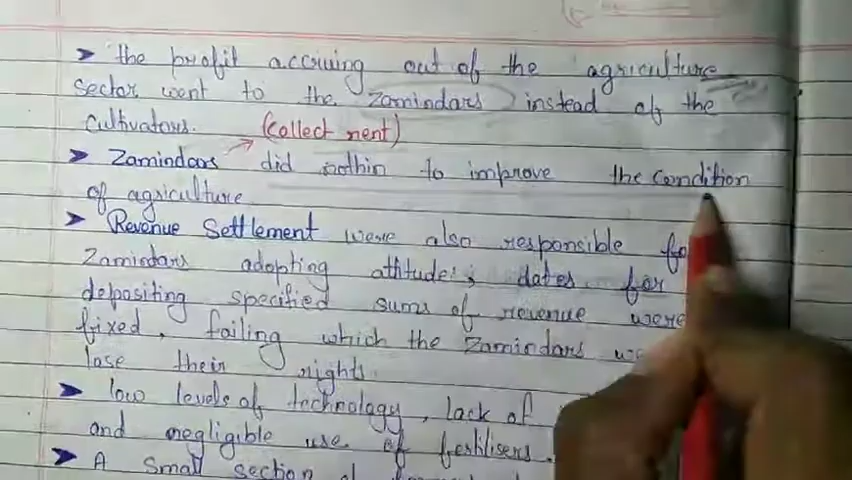 ➤ the profit accruing out of the agriculture
sector went to the Zamindars instead of the
cultivators. (collect rent)
➤ Zamindars did nothin to improve the condition
of agriculture
➤ Revenue Settlement were also responsible
Zamindars adopting attitude; dates for
depositing specified sums of revenue were
fixed, failing which the Zamindars
lose their rights.
➤ low levels of technology, lack of
and negligible use of fertilisers.
➤ A small section